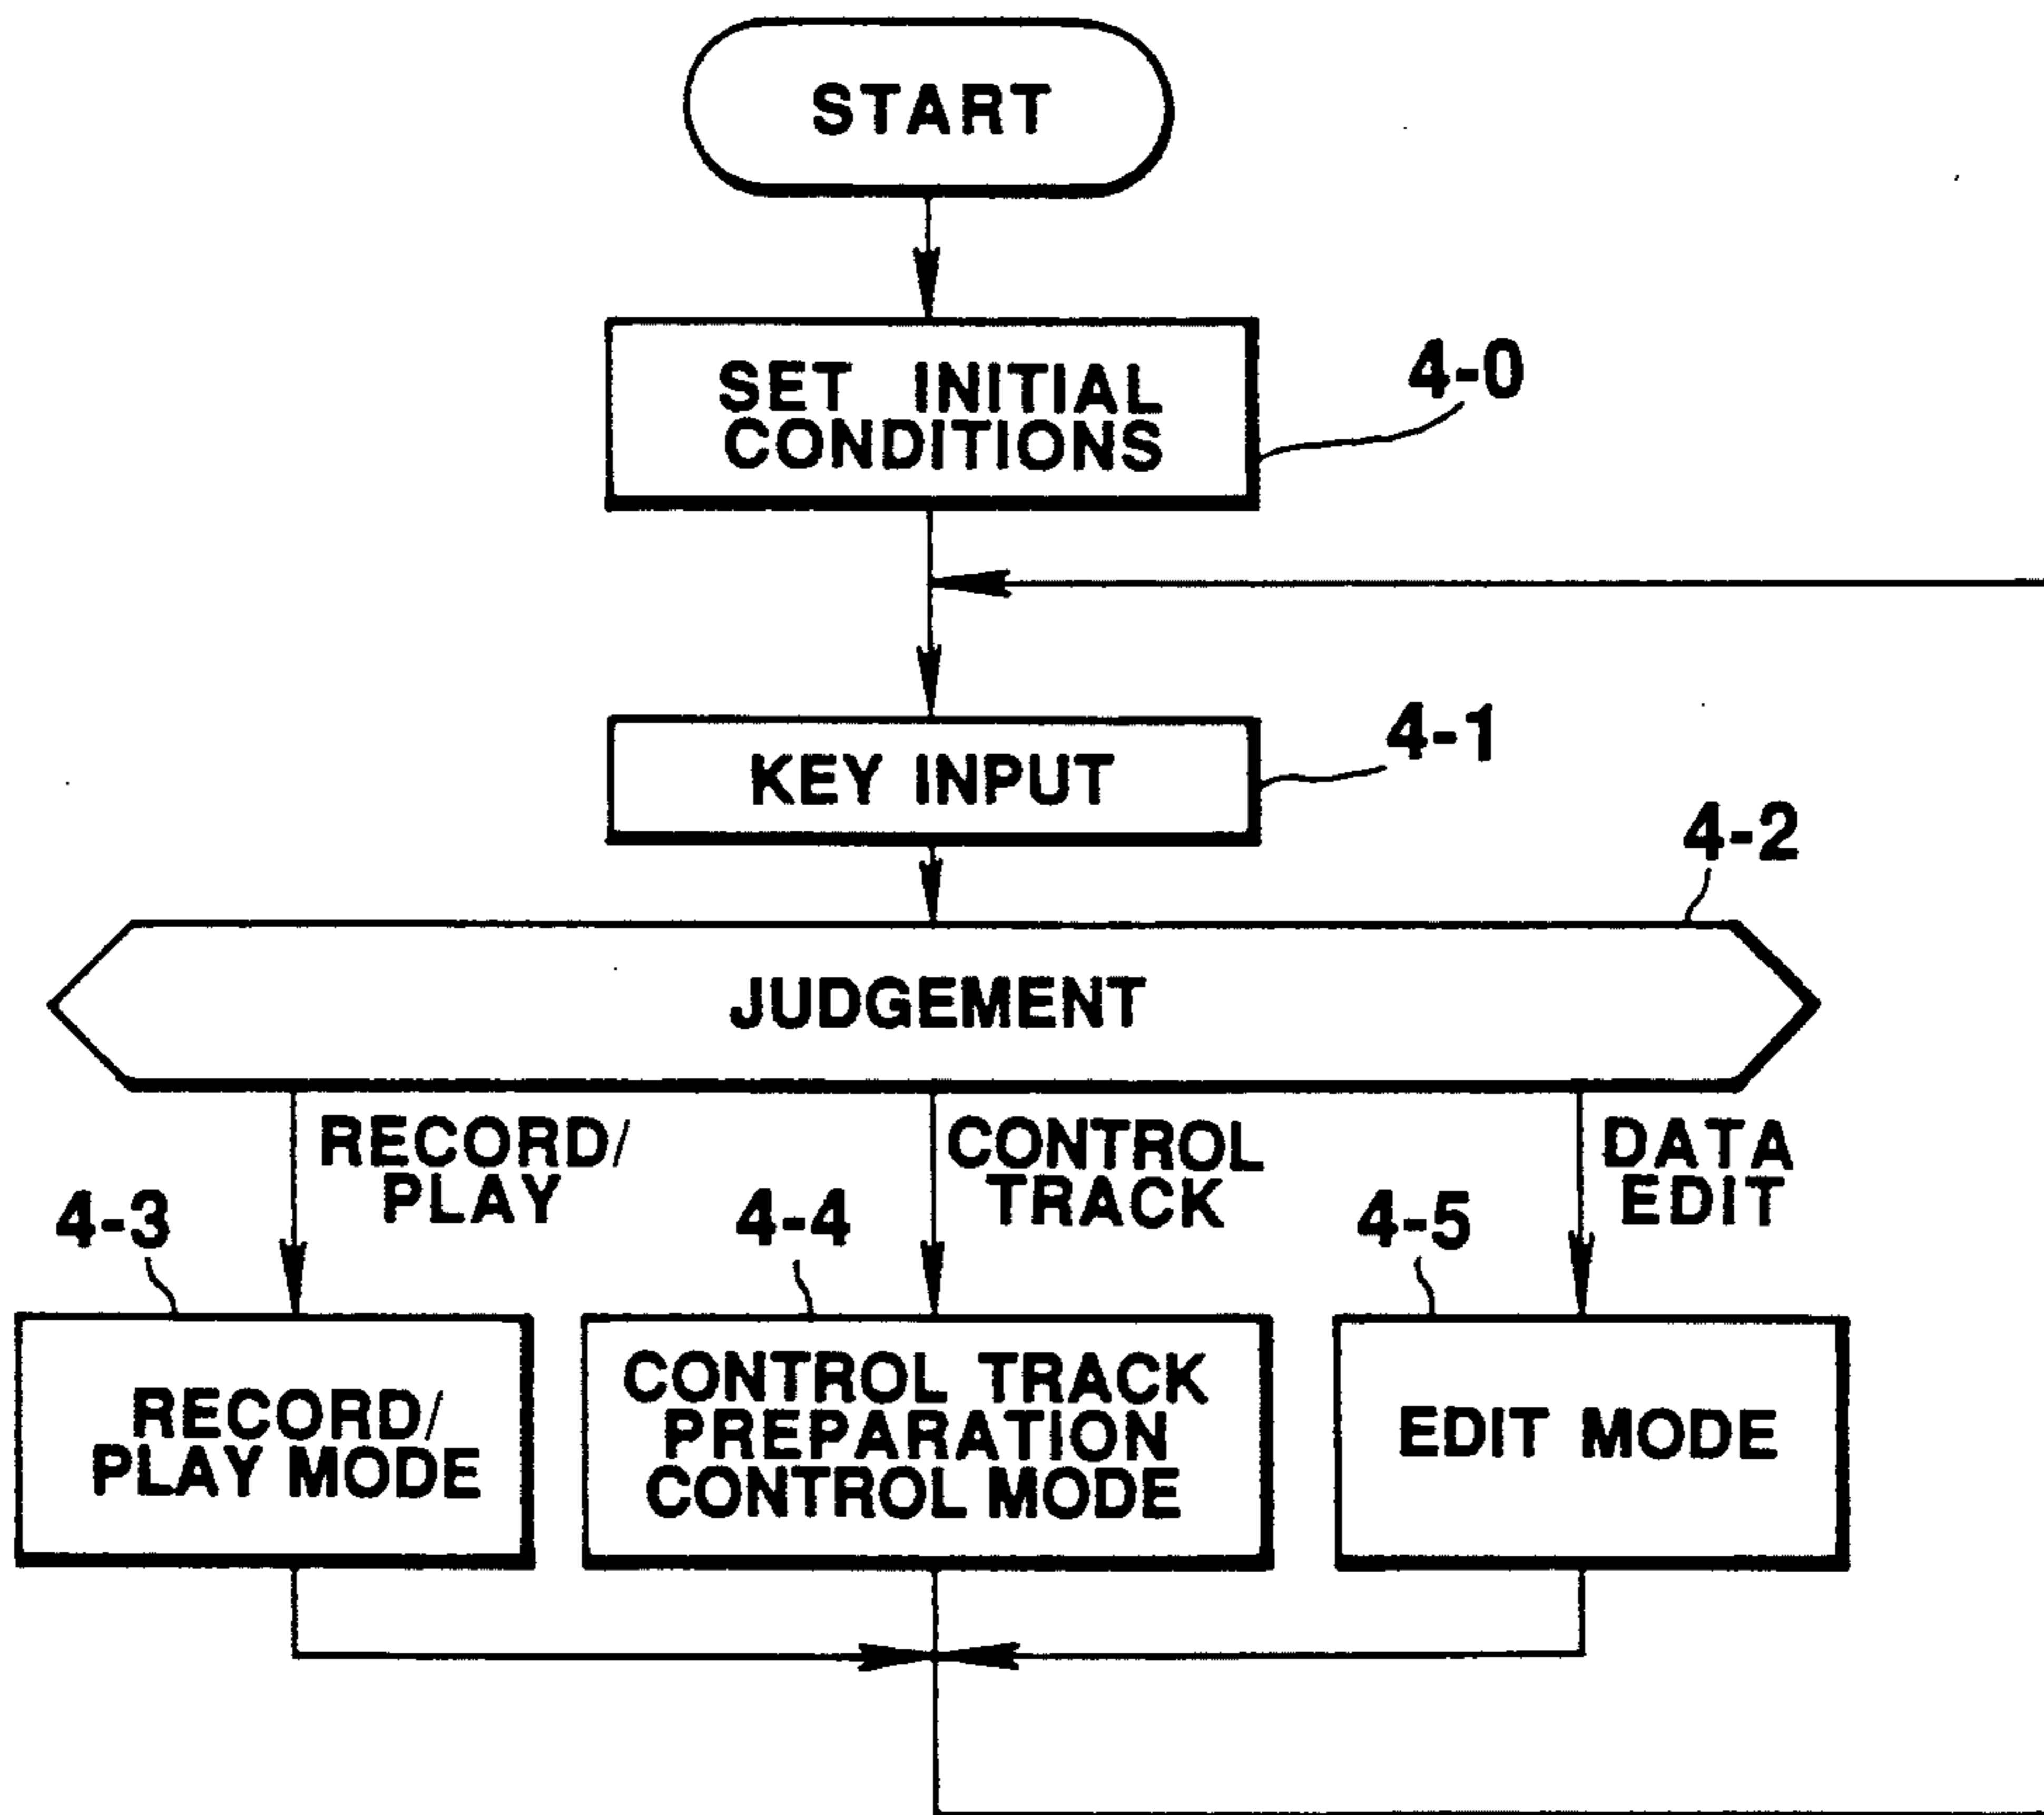 START
SET INITIAL
CONDITIONS
4-0
KEY INPUT
4-1
4-2
JUDGEMENT
RECORD/
PLAY
CONTROL
TRACK
DATA
EDIT
4-3
4-4
4-5
RECORD/
PLAY MODE
CONTROL TRACK
PREPARATION
CONTROL MODE
EDIT MODE